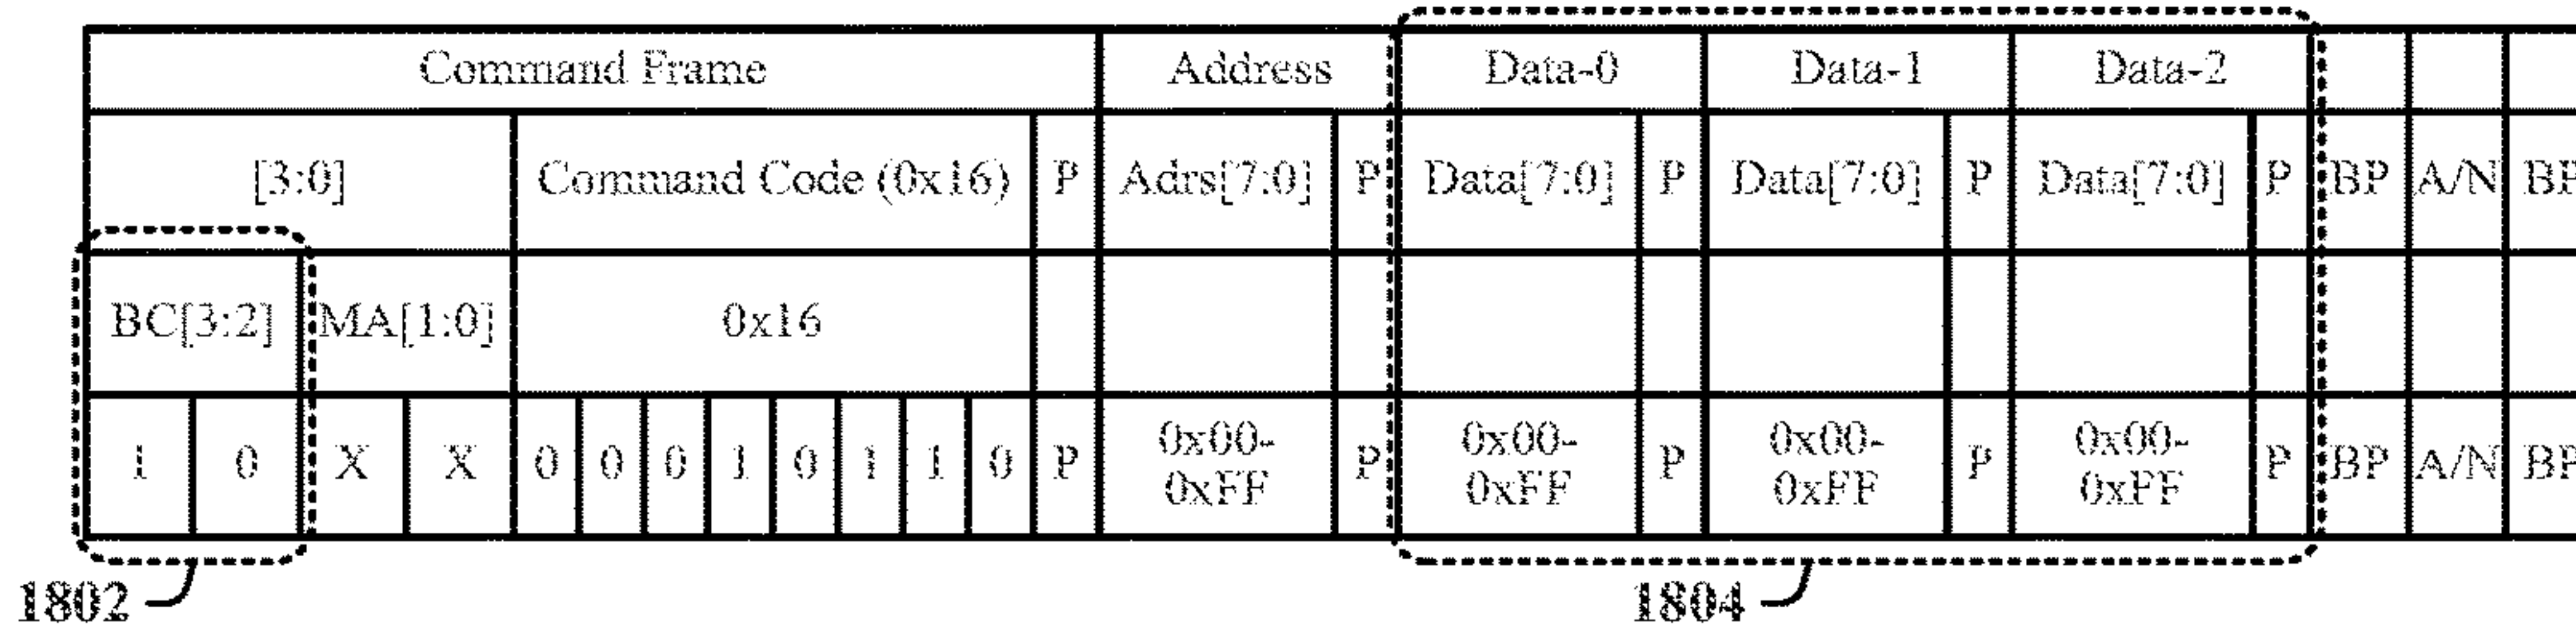 Command Frame Address Data-0 Data-1 Data-2
[3:0] Command Code (0x16) P Adrs[7:0] P Data[7:0] P Data[7:0] P Data[7:0] P BP A/N BP
BC[3:2] MA[1:0] 0x16
1 0 X X 0 0 0 1 0 1 1 0 P 0x00-0xFF P 0x00-0xFF P 0x00-0xFF P 0x00-0xFF P BP A/N BP
1802 1804